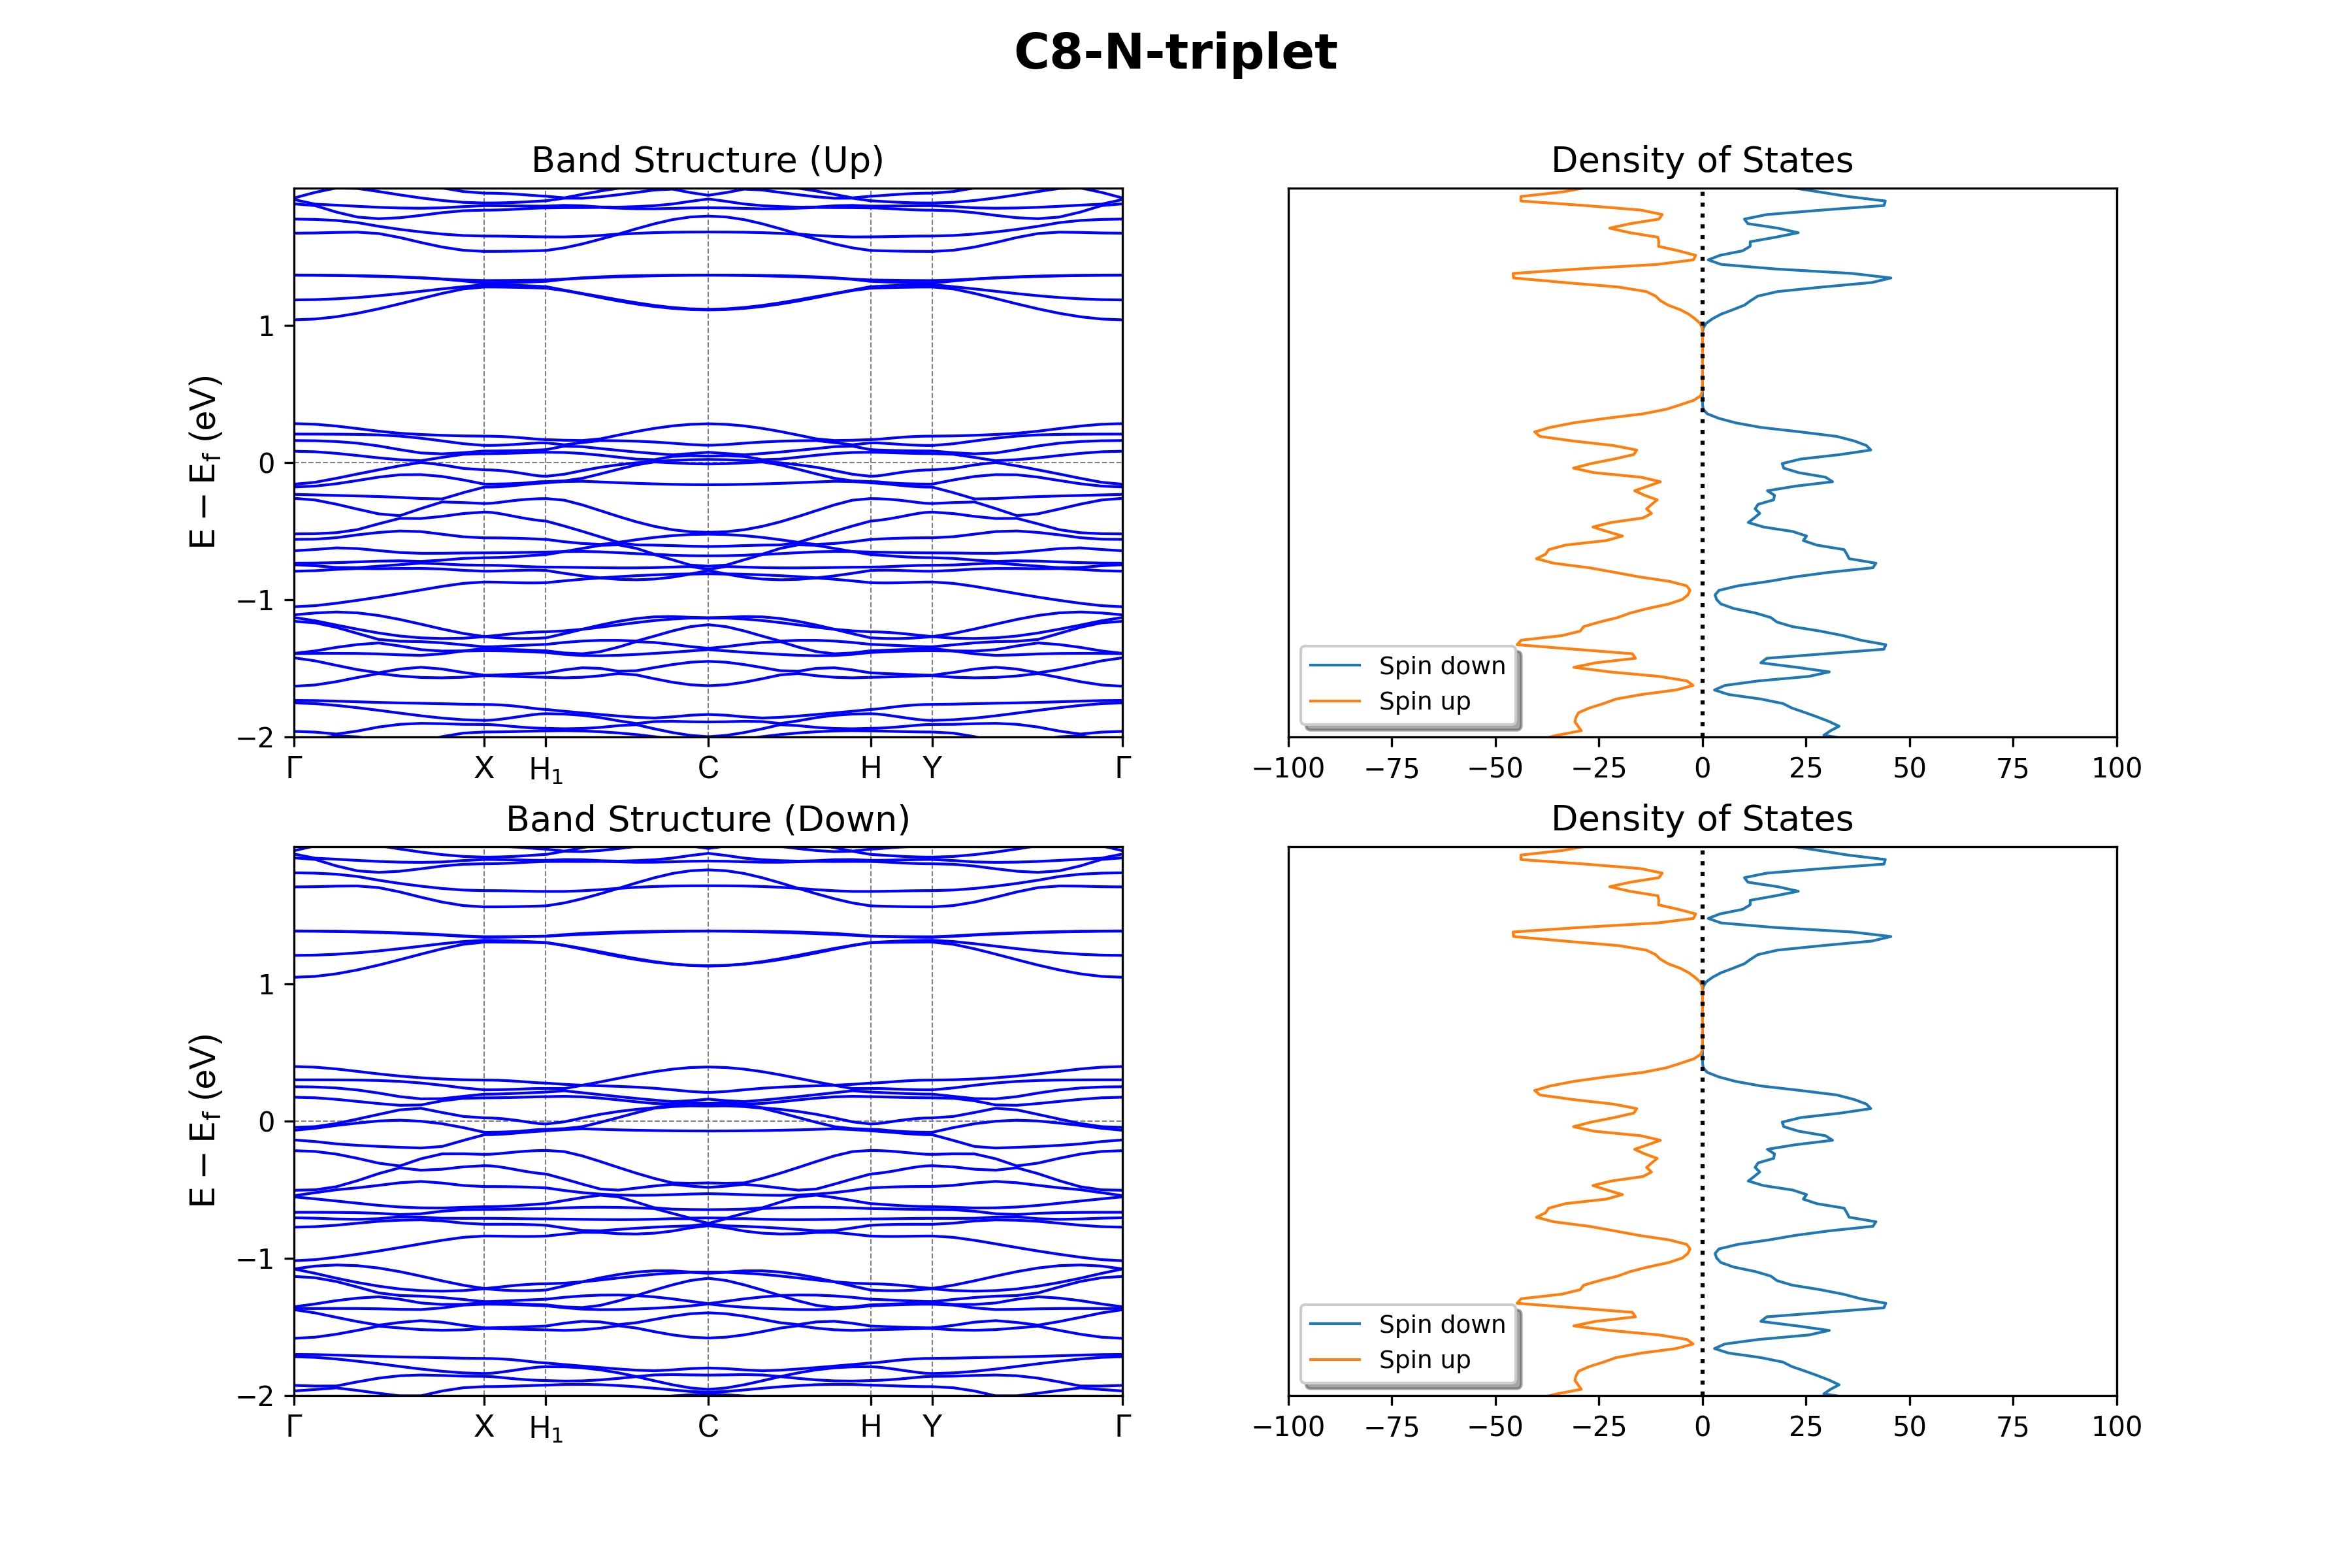 C8-N-triplet
Band Structure (Up)
E − E_f (eV)
1
0
−1
−2
Γ X H₁ C H Y Γ
Density of States
Spin down
Spin up
−100 −75 −50 −25 0 25 50 75 100
Band Structure (Down)
E − E_f (eV)
1
0
−1
−2
Γ X H₁ C H Y Γ
Density of States
Spin down
Spin up
−100 −75 −50 −25 0 25 50 75 100